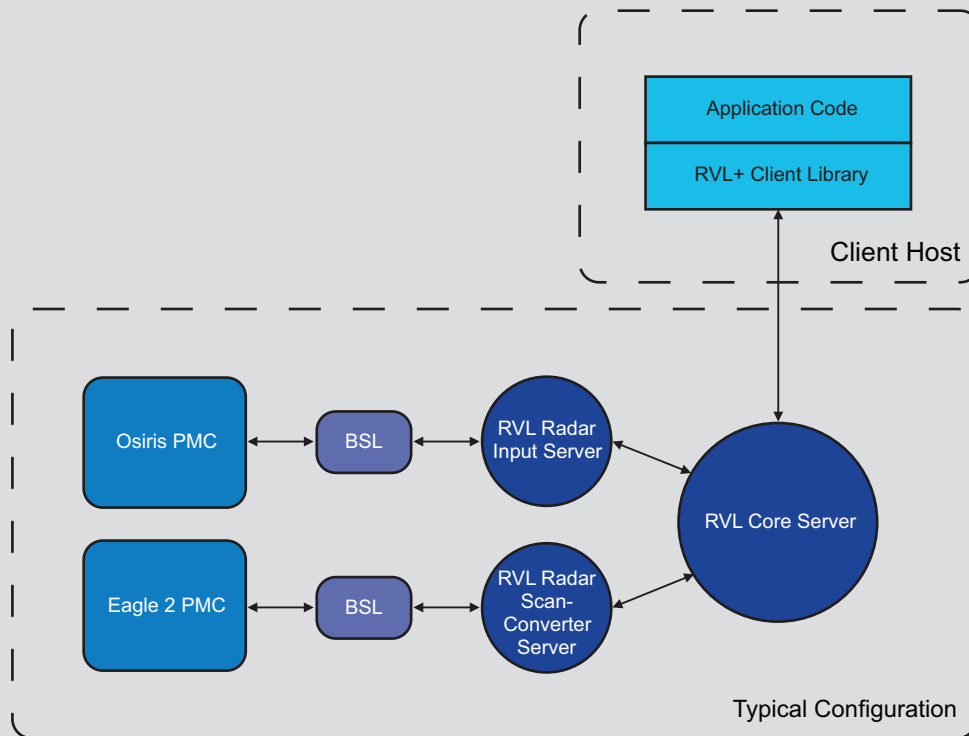 Application Code
RVL+ Client Library
Client Host
Osiris PMC
BSL
RVL Radar
Input Server
RVL Core Server
Eagle 2 PMC
BSL
RVL Radar
Scan-
Converter
Server
Typical Configuration